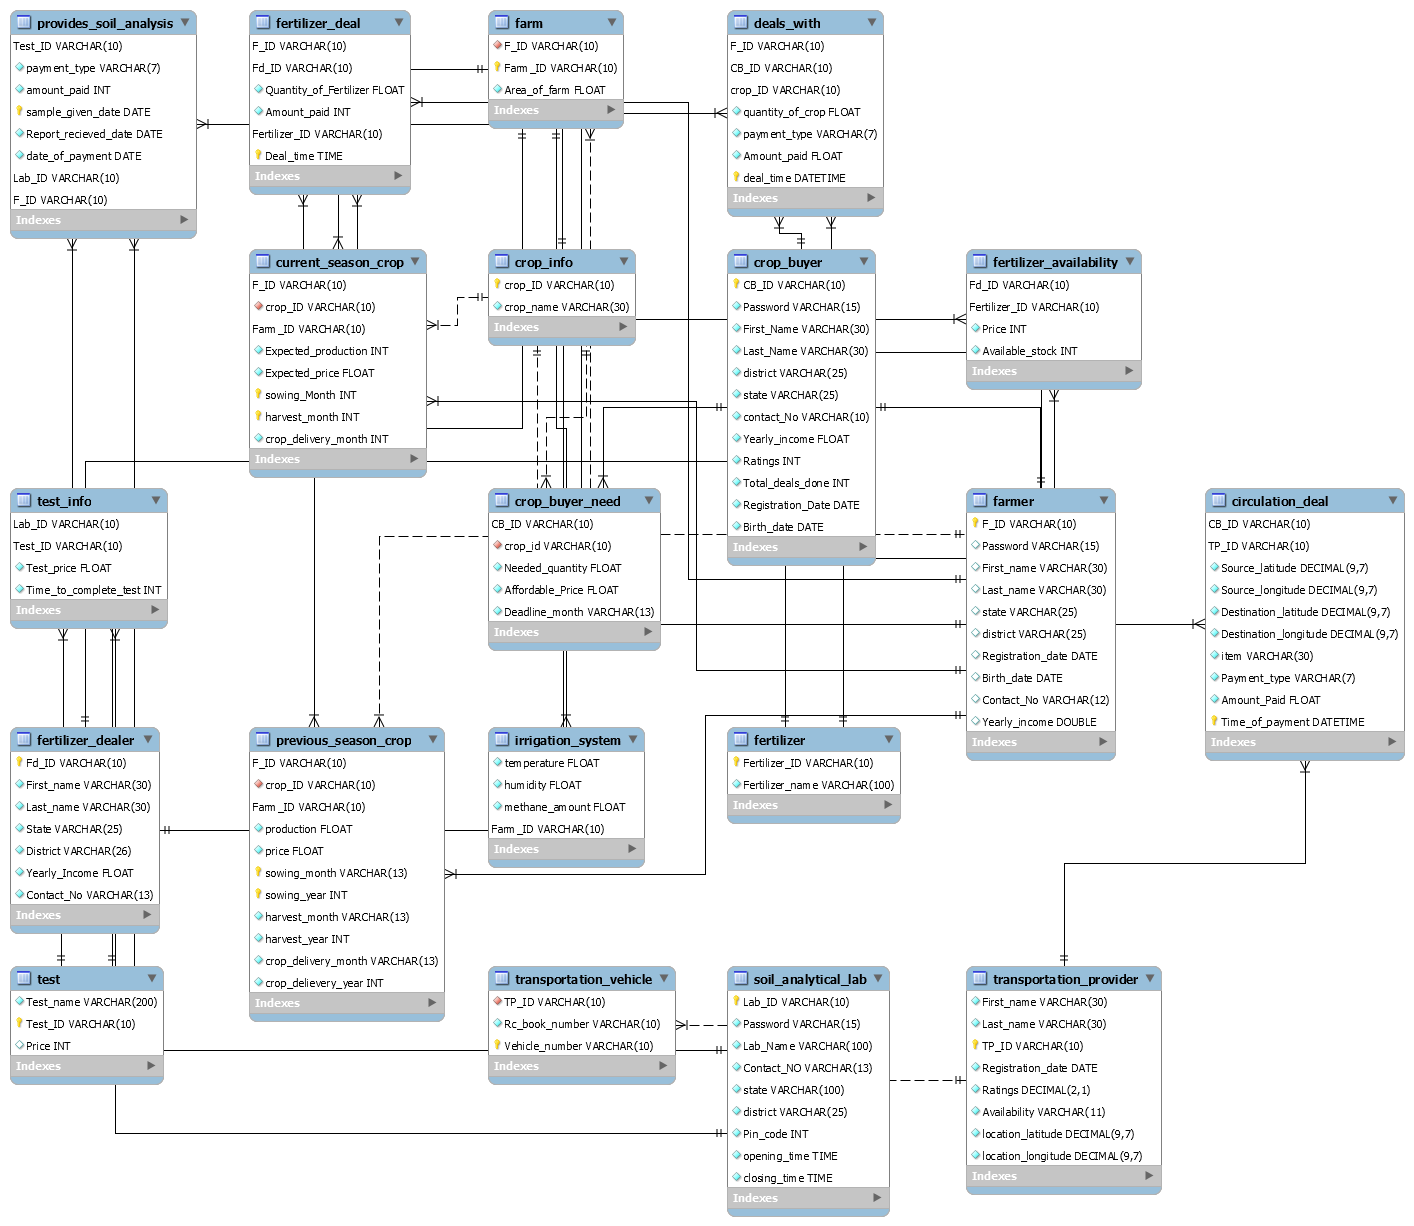 provides_soil_analysis
Test_ID VARCHAR(10)
payment_type VARCHAR(7)
amount_paid INT
sample_given_date DATE
Report_recieved_date DATE
date_of_payment DATE
Lab_ID VARCHAR(10)
F_ID VARCHAR(10)
Indexes
fertilizer_deal
F_ID VARCHAR(10)
Fd_ID VARCHAR(10)
Quantity_of_Fertilizer FLOAT
Amount_paid INT
Fertilizer_ID VARCHAR(10)
Deal_time TIME
Indexes
farm
F_ID VARCHAR(10)
Farm_ID VARCHAR(10)
Area_of_farm FLOAT
Indexes
deals_with
F_ID VARCHAR(10)
CB_ID VARCHAR(10)
crop_ID VARCHAR(10)
quantity_of_crop FLOAT
payment_type VARCHAR(7)
Amount_paid FLOAT
deal_time DATETIME
Indexes
current_season_crop
F_ID VARCHAR(10)
crop_ID VARCHAR(10)
Farm_ID VARCHAR(10)
Expected_production INT
Expected_price FLOAT
sowing_Month INT
harvest_month INT
crop_delivery_month INT
Indexes
crop_info
crop_ID VARCHAR(10)
crop_name VARCHAR(30)
Indexes
crop_buyer
CB_ID VARCHAR(10)
Password VARCHAR(15)
First_Name VARCHAR(30)
Last_Name VARCHAR(30)
district VARCHAR(25)
state VARCHAR(25)
contact_No VARCHAR(10)
Yearly_income FLOAT
Ratings INT
Total_deals_done INT
Registration_Date DATE
Birth_date DATE
Indexes
fertilizer_availability
Fd_ID VARCHAR(10)
Fertilizer_ID VARCHAR(10)
Price INT
Available_stock INT
Indexes
test_info
Lab_ID VARCHAR(10)
Test_ID VARCHAR(10)
Test_price FLOAT
Time_to_complete_test INT
Indexes
crop_buyer_need
CB_ID VARCHAR(10)
crop_id VARCHAR(10)
Needed_quantity FLOAT
Affordable_Price FLOAT
Deadline_month VARCHAR(13)
Indexes
farmer
F_ID VARCHAR(10)
Password VARCHAR(15)
First_name VARCHAR(30)
Last_name VARCHAR(30)
state VARCHAR(25)
district VARCHAR(25)
Registration_date DATE
Birth_date DATE
Contact_No VARCHAR(12)
Yearly_income DOUBLE
Indexes
circulation_deal
CB_ID VARCHAR(10)
TP_ID VARCHAR(10)
Source_latitude DECIMAL(9,7)
Source_longitude DECIMAL(9,7)
Destination_latitude DECIMAL(9,7)
Destination_longitude DECIMAL(9,7)
item VARCHAR(30)
Payment_type VARCHAR(7)
Amount_Paid FLOAT
Time_of_payment DATETIME
Indexes
fertilizer_dealer
Fd_ID VARCHAR(10)
First_name VARCHAR(30)
Last_name VARCHAR(30)
State VARCHAR(25)
District VARCHAR(26)
Yearly_Income FLOAT
Contact_No VARCHAR(13)
Indexes
previous_season_crop
F_ID VARCHAR(10)
crop_ID VARCHAR(10)
Farm_ID VARCHAR(10)
production FLOAT
price FLOAT
sowing_month VARCHAR(13)
sowing_year INT
harvest_month VARCHAR(13)
harvest_year INT
crop_delivery_month VARCHAR(13)
crop_delievery_year INT
Indexes
irrigation_system
temperature FLOAT
humidity FLOAT
methane_amount FLOAT
Farm_ID VARCHAR(10)
Indexes
fertilizer
Fertilizer_ID VARCHAR(10)
Fertilizer_name VARCHAR(100)
Indexes
test
Test_name VARCHAR(200)
Test_ID VARCHAR(10)
Price INT
Indexes
transportation_vehicle
TP_ID VARCHAR(10)
Rc_book_number VARCHAR(10)
Vehicle_number VARCHAR(10)
Indexes
soil_analytical_lab
Lab_ID VARCHAR(10)
Password VARCHAR(15)
Lab_Name VARCHAR(100)
Contact_NO VARCHAR(13)
state VARCHAR(100)
district VARCHAR(25)
Pin_code INT
opening_time TIME
closing_time TIME
Indexes
transportation_provider
First_name VARCHAR(30)
Last_name VARCHAR(30)
TP_ID VARCHAR(10)
Registration_date DATE
Ratings DECIMAL(2,1)
Availability VARCHAR(11)
location_latitude DECIMAL(9,7)
location_longitude DECIMAL(9,7)
Indexes